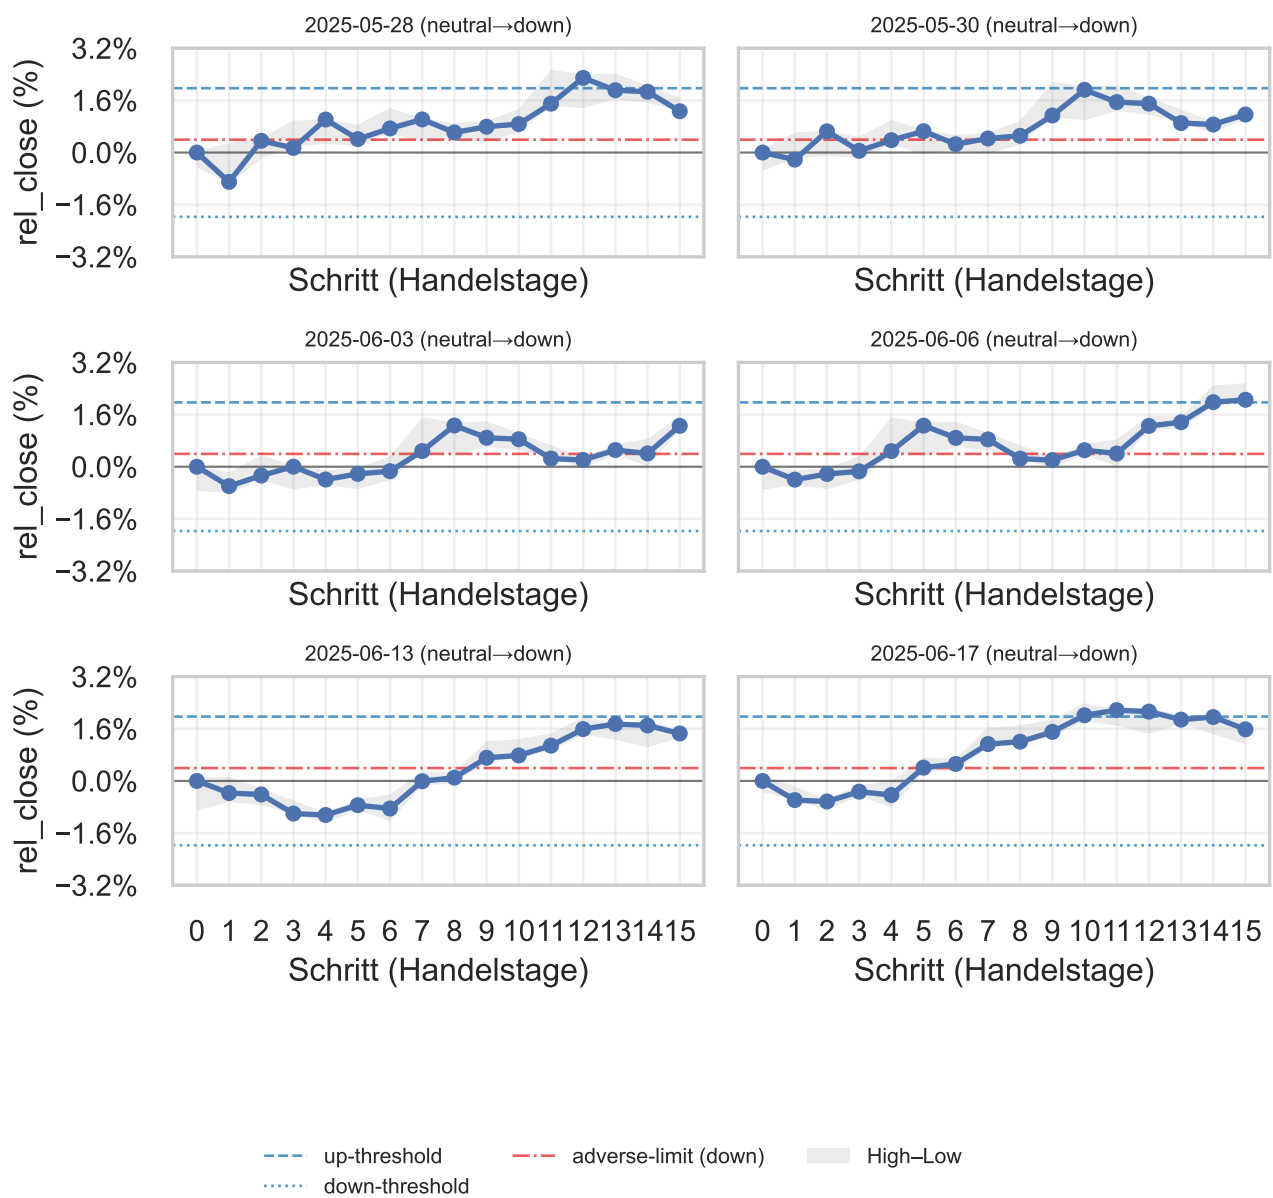 2025-05-28 (neutral→down)
2025-05-30 (neutral→down)
rel_close (%)
3.2%
1.6%
0.0%
−1.6%
−3.2%
Schritt (Handelstage)
Schritt (Handelstage)
2025-06-03 (neutral→down)
2025-06-06 (neutral→down)
rel_close (%)
3.2%
1.6%
0.0%
−1.6%
−3.2%
Schritt (Handelstage)
Schritt (Handelstage)
2025-06-13 (neutral→down)
2025-06-17 (neutral→down)
rel_close (%)
3.2%
1.6%
0.0%
−1.6%
−3.2%
0 1 2 3 4 5 6 7 8 9 10 11 12 13 14 15
0 1 2 3 4 5 6 7 8 9 10 11 12 13 14 15
Schritt (Handelstage)
Schritt (Handelstage)
up-threshold
adverse-limit (down)
High–Low
down-threshold